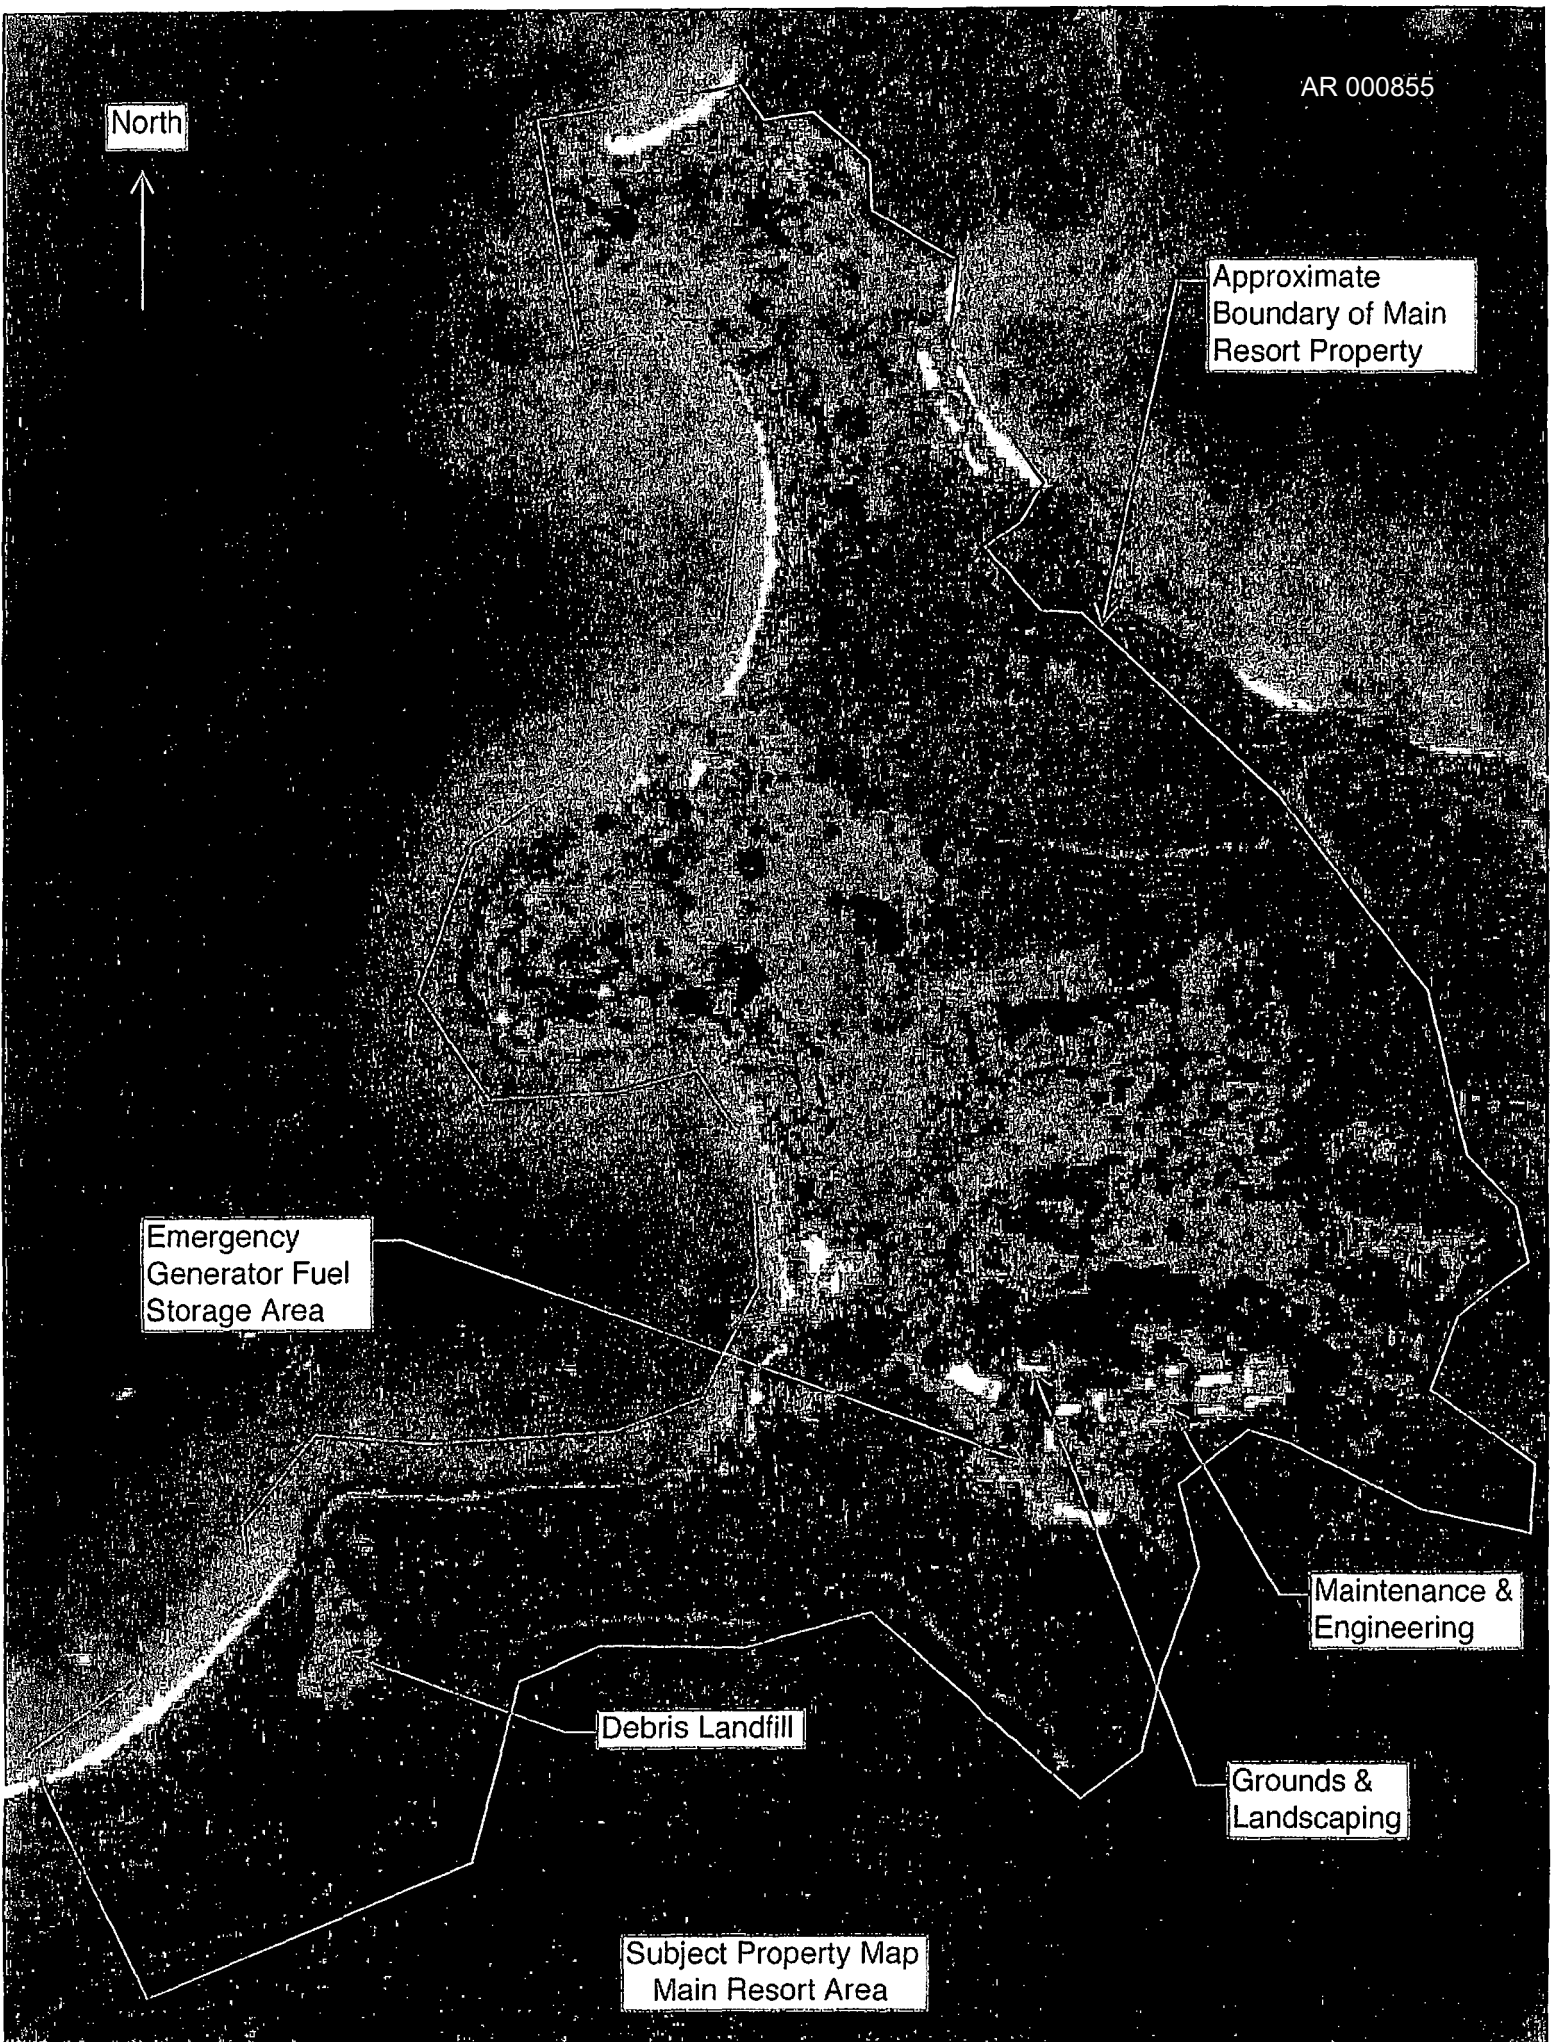 AR 000855
North
Approximate
Boundary of Main
Resort Property
Emergency
Generator Fuel
Storage Area
Maintenance &
Engineering
Debris Landfill
Grounds &
Landscaping
Subject Property Map
Main Resort Area